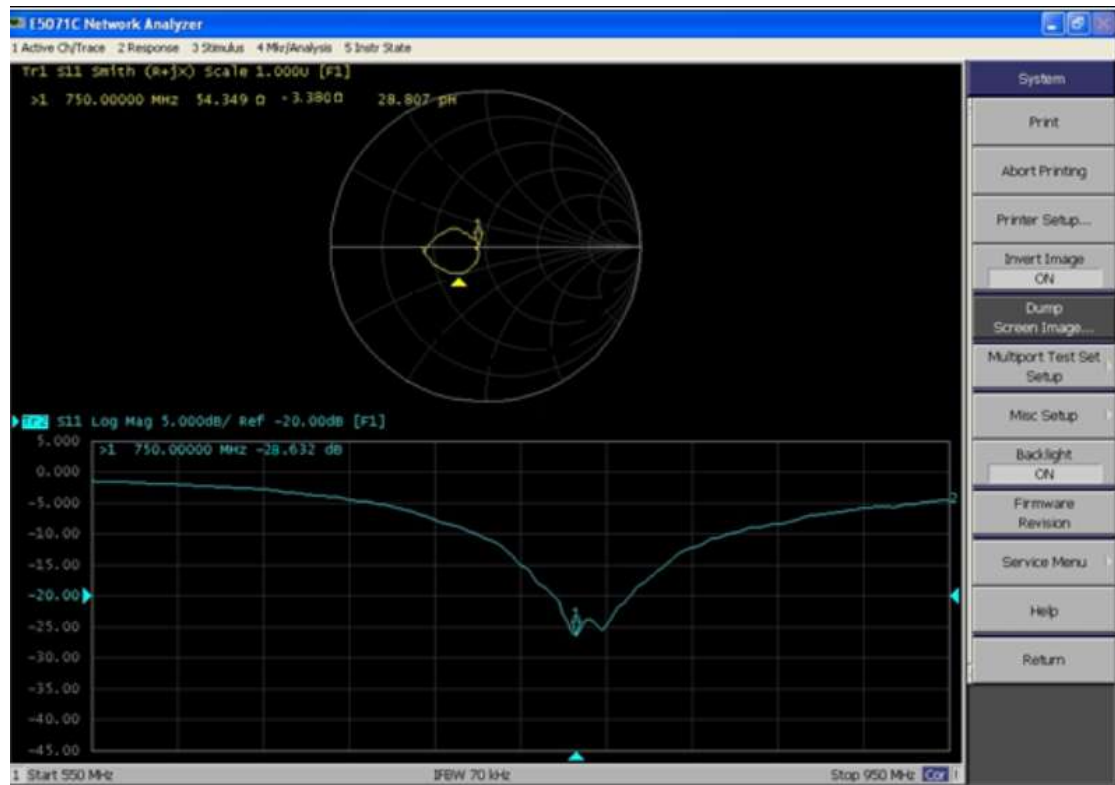 E5071C Network Analyzer
1 Active Ch/Trace 2 Response 3 Stimulus 4 Mkr/Analysis 5 Instr State
Tr1 S11 Smith (R+jX) Scale 1.000U [F1]
>1 750.00000 MHz 54.349 Ω -3.380Ω 28.807 pH
1
Tr2 S11 Log Mag 5.000dB/ Ref -20.00dB [F1]
5.000
>1 750.00000 MHz -28.632 dB
0.000
-5.000
2
-10.00
-15.00
-20.00
1
-25.00
-30.00
-35.00
-40.00
-45.00
1 Start 550 MHz IFBW 70 kHz Stop 950 MHz Cor !
System
Print
Abort Printing
Printer Setup...
Invert Image
ON
Dump
Screen Image...
Multiport Test Set
Setup
Misc Setup
Backlight
ON
Firmware
Revision
Service Menu
Help
Return